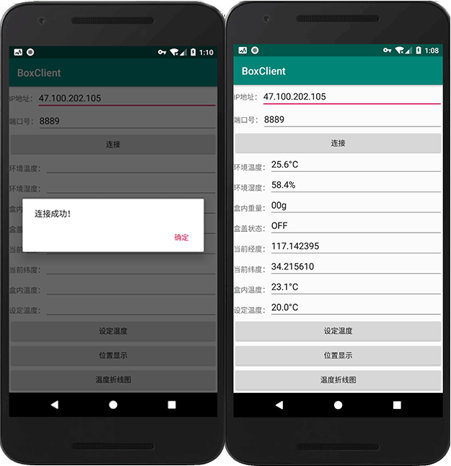 1:10
BoxClient
IP地址: 47.100.202.105
端口号: 8889
连接
环境温度:
环境湿度:
盒内重量:
盒盖状态:
当前经度:
当前纬度:
盒内温度:
设定温度:
连接成功!
确定
设定温度
位置显示
温度折线图
1:08
BoxClient
IP地址: 47.100.202.105
端口号: 8889
连接
环境温度: 25.6°C
环境湿度: 58.4%
盒内重量: 00g
盒盖状态: OFF
当前经度: 117.142395
当前纬度: 34.215610
盒内温度: 23.1°C
设定温度: 20.0°C
设定温度
位置显示
温度折线图